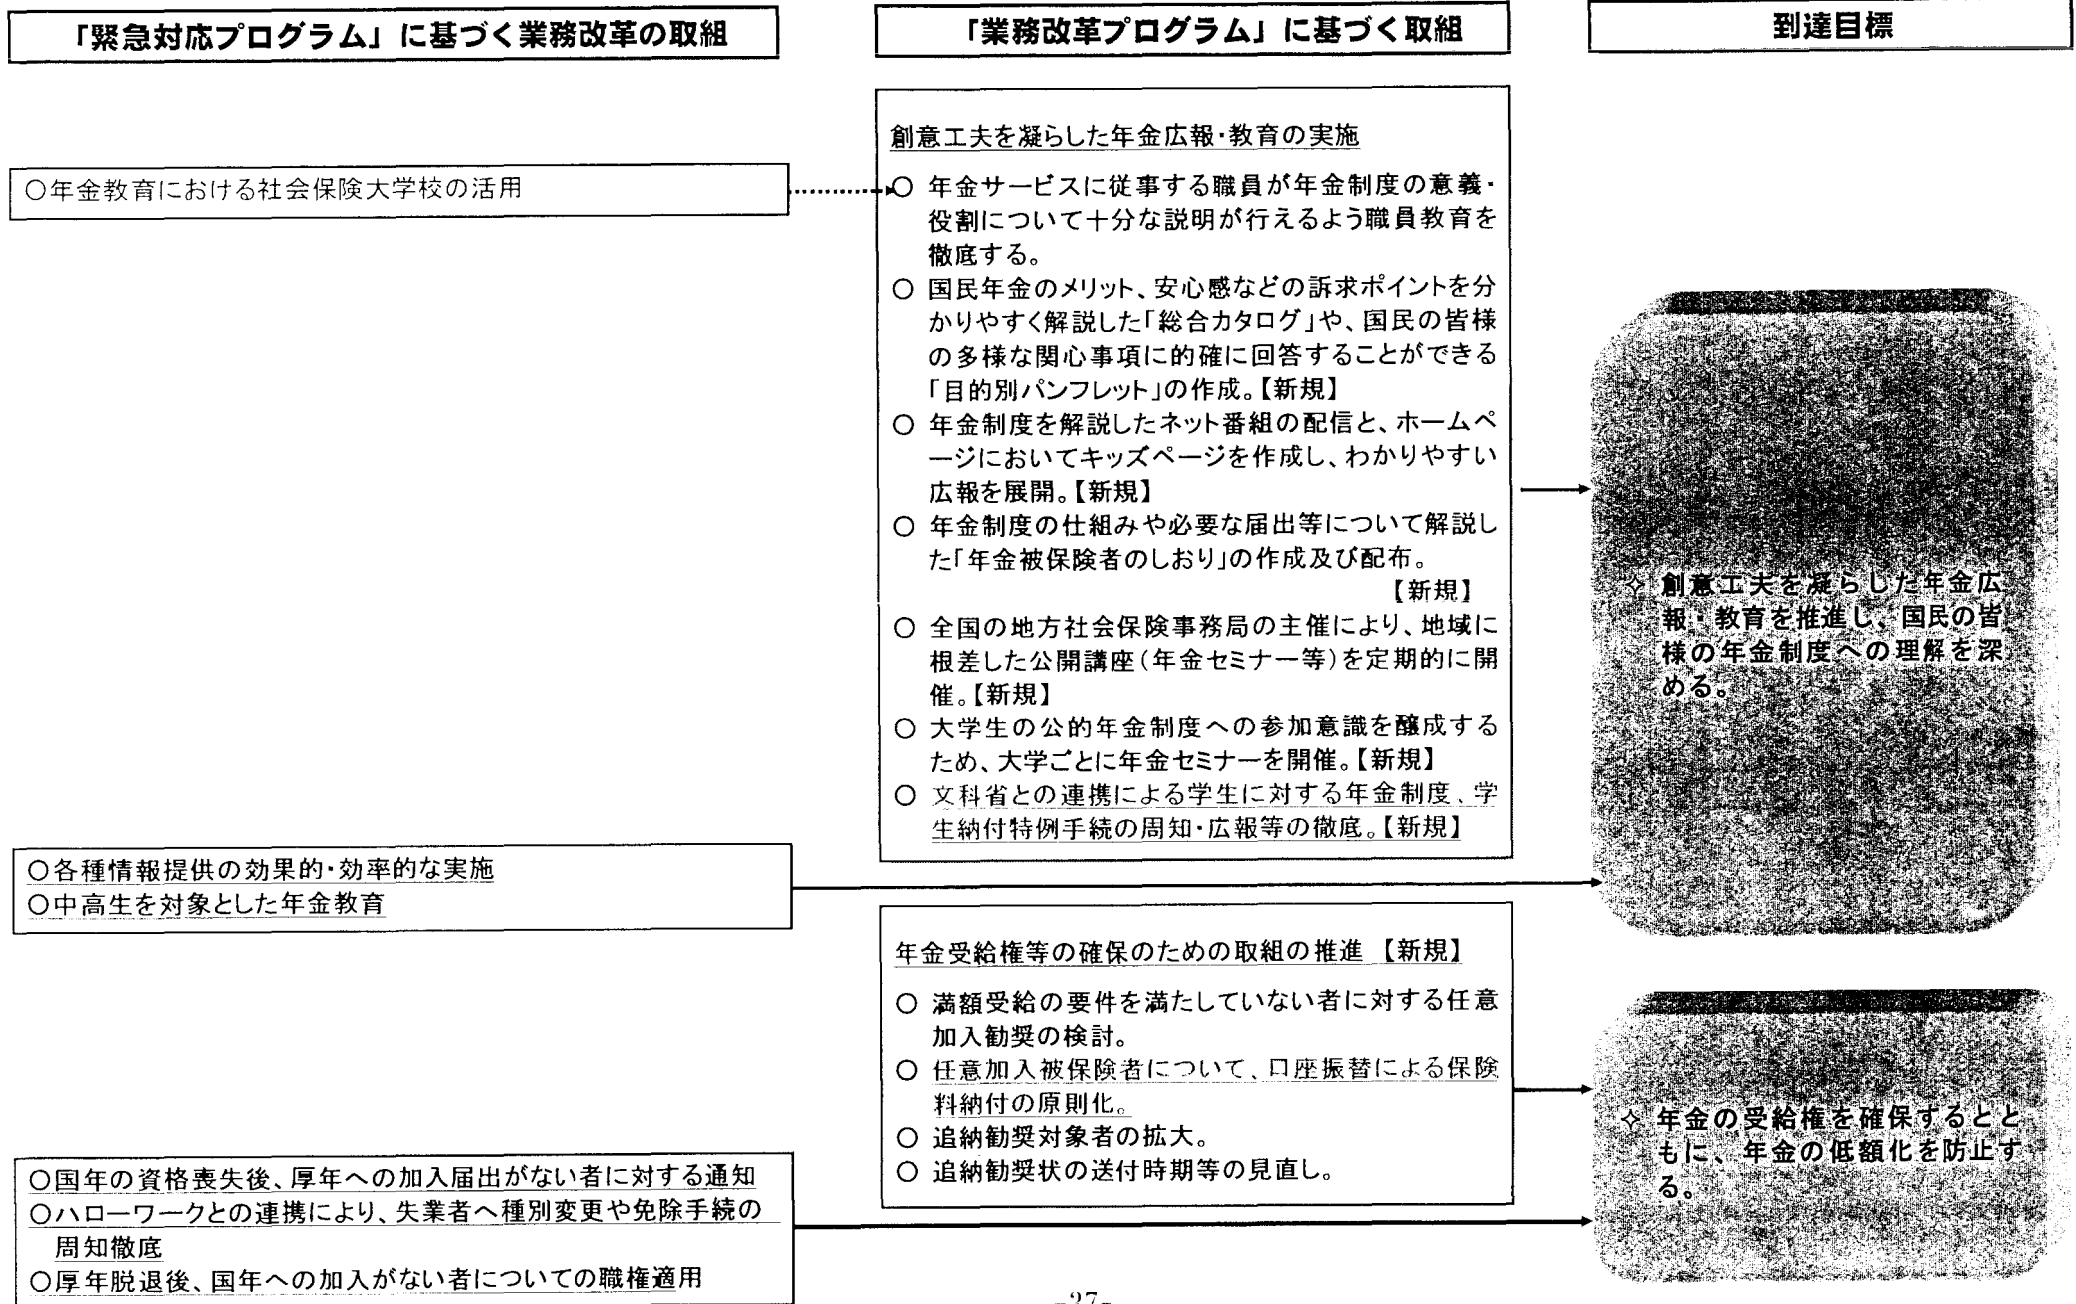 「緊急対応プログラム」に基づく業務改革の取組
「業務改革プログラム」に基づく取組
到達目標
創意工夫を凝らした年金広報・教育の実施
○年金教育における社会保険大学校の活用
○ 年金サービスに従事する職員が年金制度の意義・
役割について十分な説明が行えるよう職員教育を
徹底する。
○ 国民年金のメリット、安心感などの訴求ポイントを分
かりやすく解説した「総合カタログ」や、国民の皆様
の多様な関心事項に的確に回答することができる
「目的別パンフレット」の作成。【新規】
○ 年金制度を解説したネット番組の配信と、ホームペ
ージにおいてキッズページを作成し、わかりやすい
広報を展開。【新規】
○ 年金制度の仕組みや必要な届出等について解説し
た「年金被保険者のしおり」の作成及び配布。
【新規】
○ 全国の地方社会保険事務局の主催により、地域に
根差した公開講座（年金セミナー等）を定期的に開
催。【新規】
○ 大学生の公的年金制度への参加意識を醸成する
ため、大学ごとに年金セミナーを開催。【新規】
○ 文科省との連携による学生に対する年金制度、学
生納付特例手続の周知・広報等の徹底。【新規】
◇ 創意工夫を凝らした年金広
報・教育を推進し、国民の皆
様の年金制度への理解を深
める。
○各種情報提供の効果的・効率的な実施
○中高生を対象とした年金教育
年金受給権等の確保のための取組の推進 【新規】
○ 満額受給の要件を満たしていない者に対する任意
加入勧奨の検討。
○ 任意加入被保険者について、口座振替による保険
料納付の原則化。
○ 追納勧奨対象者の拡大。
○ 追納勧奨状の送付時期等の見直し。
◇ 年金の受給権を確保するとと
もに、年金の低額化を防止す
る。
○国年の資格喪失後、厚年への加入届出がない者に対する通知
○ハローワークとの連携により、失業者へ種別変更や免除手続の
周知徹底
○厚年脱退後、国年への加入がない者についての職権適用
-27-